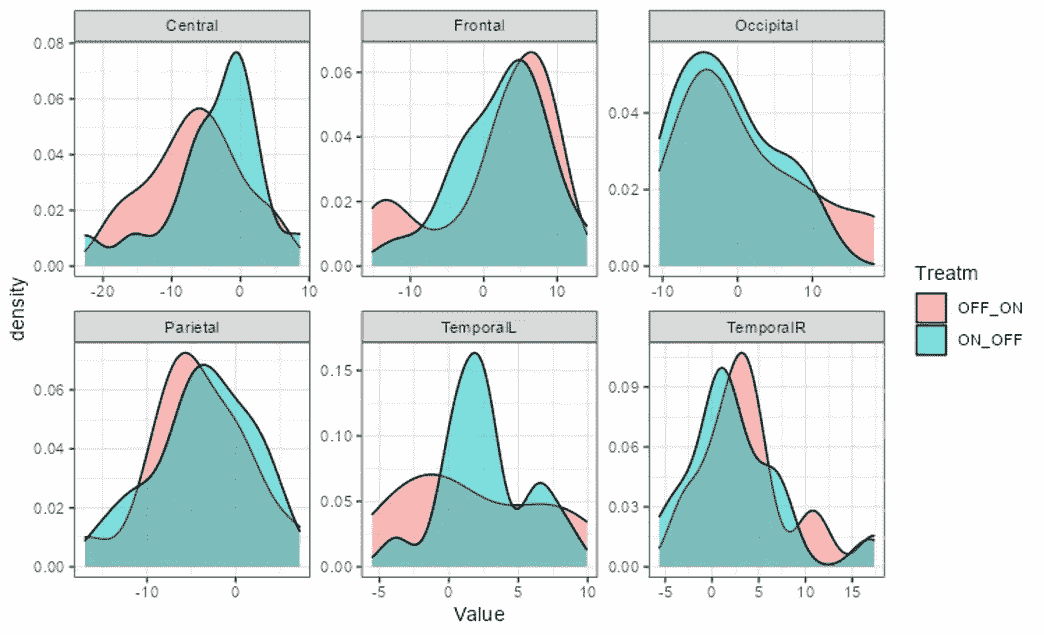 Central Frontal Occipital
0.08
0.06
0.04
0.02
0.00
-20 -10 0 10
0.06
0.04
0.02
0.00
-10 0 10
0.04
0.02
0.00
-10 0 10
Parietal TemporalL TemporalR
0.06
0.04
0.02
0.00
-10 0
0.15
0.10
0.05
0.00
-5 0 5 10
0.09
0.06
0.03
0.00
-5 0 5 10 15
density
Value
Treatm
OFF_ON
ON_OFF